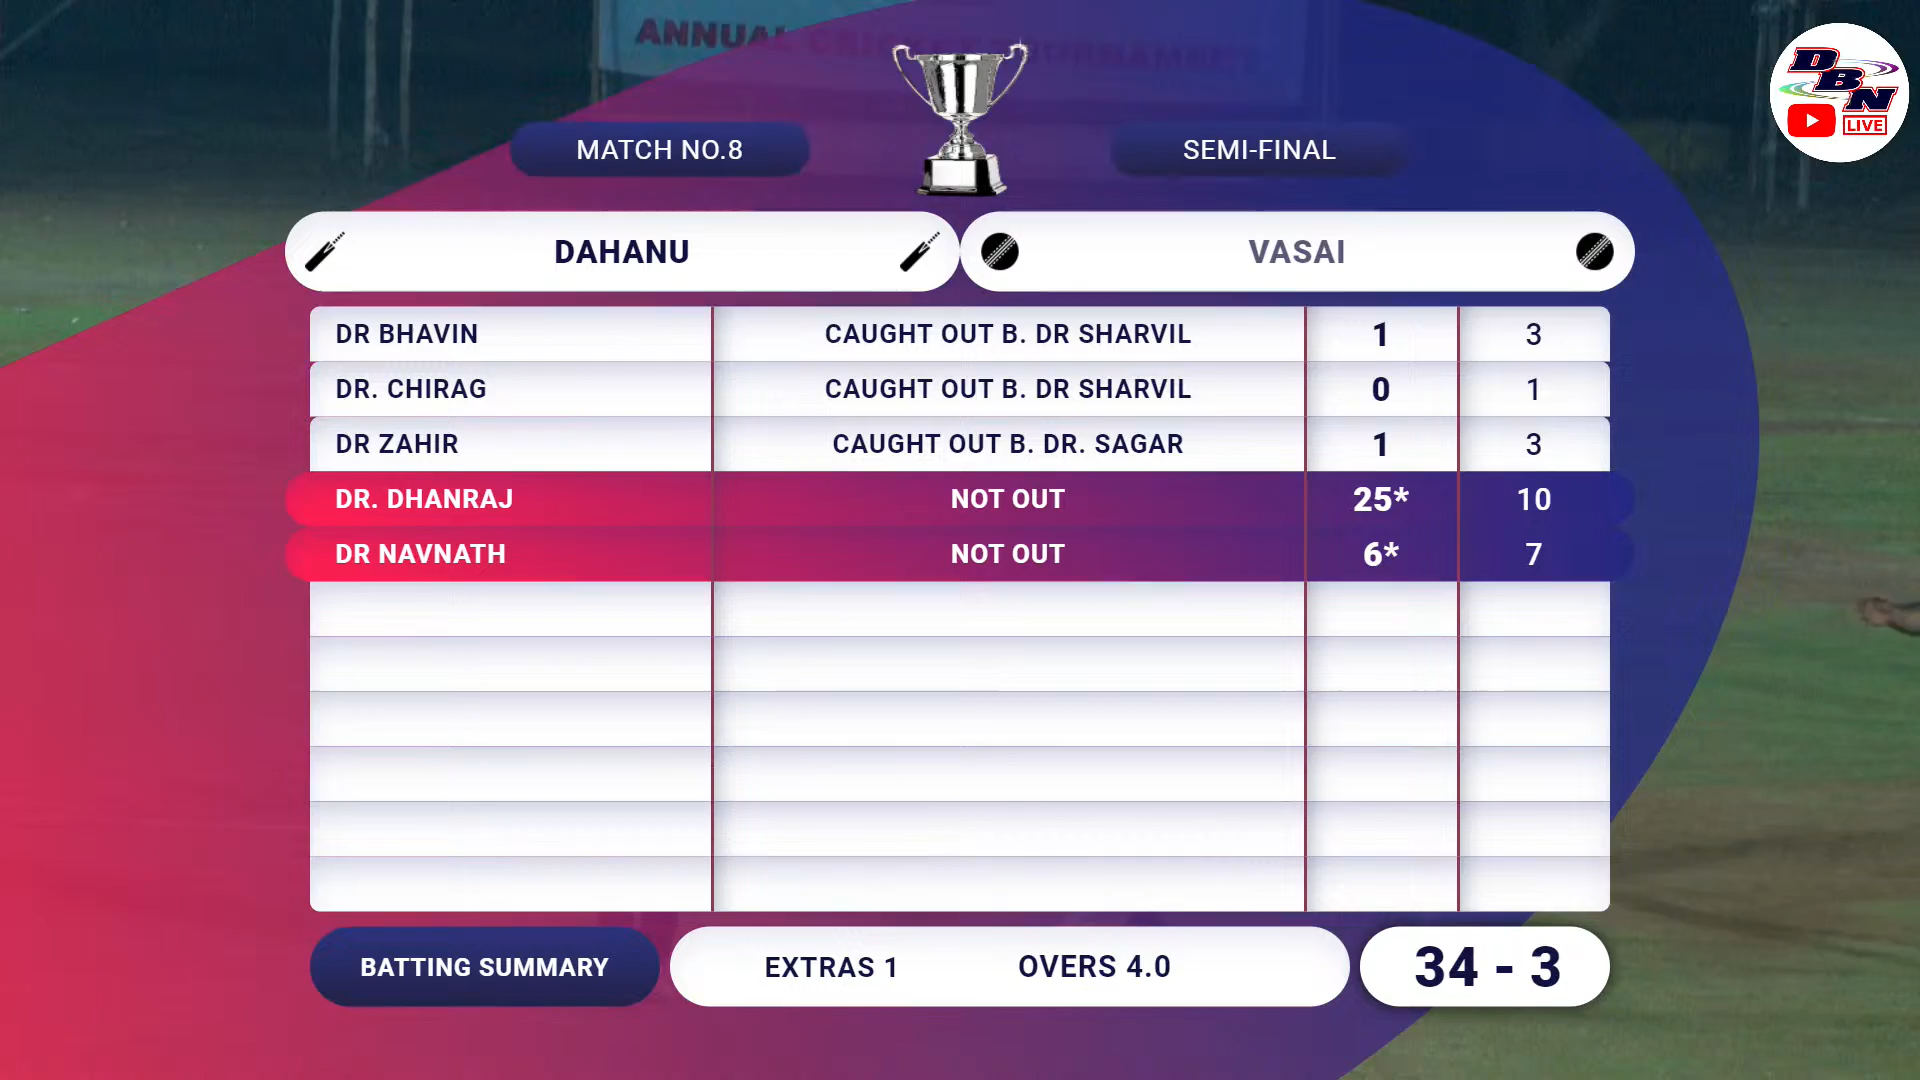 ANNUAL CRICKET TOURNAMENT
DBN
LIVE
MATCH NO.8
SEMI-FINAL
DAHANU
VASAI
DR BHAVIN CAUGHT OUT B. DR SHARVIL 1 3
DR. CHIRAG CAUGHT OUT B. DR SHARVIL 0 1
DR ZAHIR CAUGHT OUT B. DR. SAGAR 1 3
DR. DHANRAJ NOT OUT 25* 10
DR NAVNATH NOT OUT 6* 7
BATTING SUMMARY
EXTRAS 1 OVERS 4.0
34 - 3